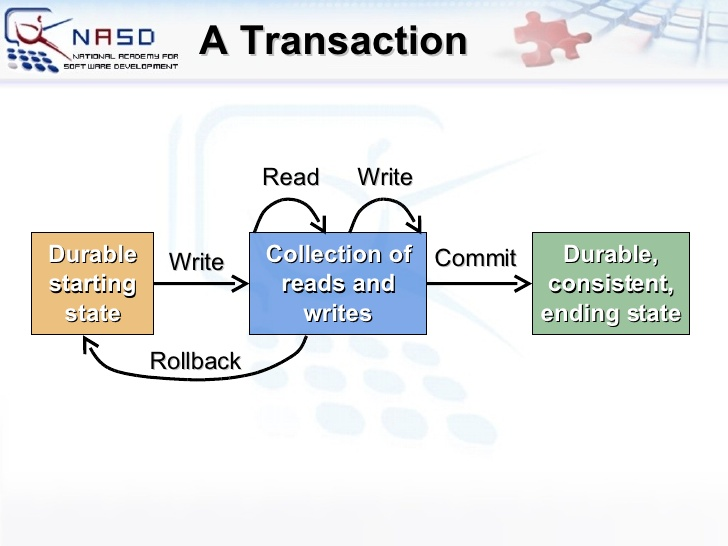 NASD
NATIONAL ACADEMY FOR
SOFTWARE DEVELOPMENT
A Transaction
Read
Write
Durable
starting
state
Write
Collection of
reads and
writes
Commit
Durable,
consistent,
ending state
Rollback